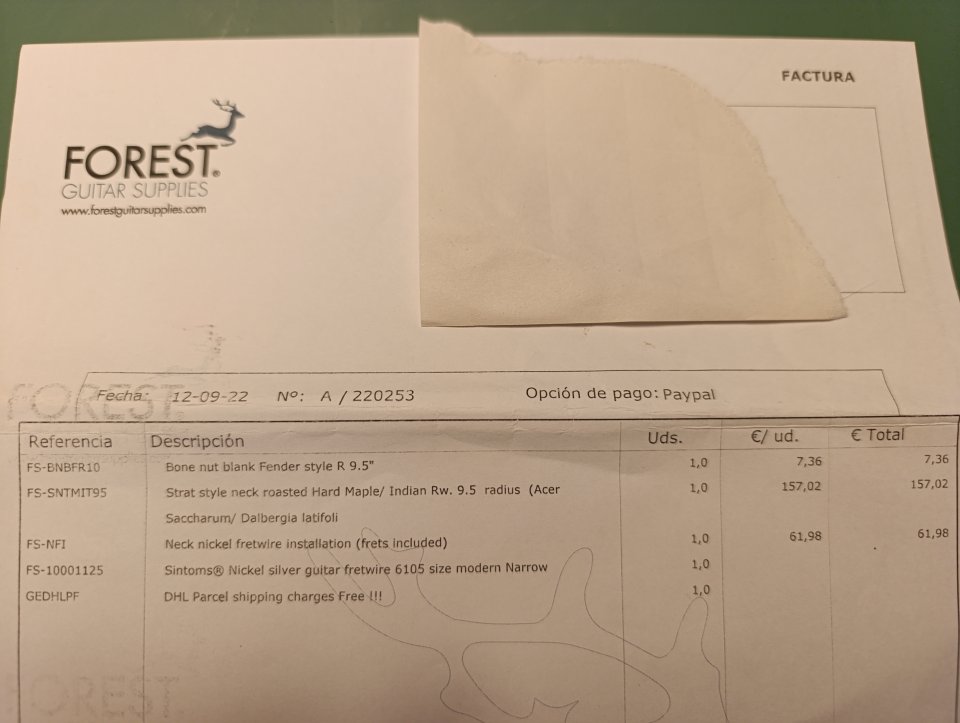 FACTURA
FOREST®
GUITAR SUPPLIES
www.forestguitarsupplies.com
Fecha: 12-09-22 Nº: A / 220253 Opción de pago: Paypal
FOREST.
Referencia Descripción Uds. €/ ud. € Total
FS-BNBFR10 Bone nut blank Fender style R 9.5" 1,0 7,36 7,36
FS-SNTMIT95 Strat style neck roasted Hard Maple/ Indian Rw. 9.5 radius (Acer 1,0 157,02 157,02
Saccharum/ Dalbergia latifoli
FS-NFI Neck nickel fretwire installation (frets included) 1,0 61,98 61,98
FS-10001125 Sintoms® Nickel silver guitar fretwire 6105 size modern Narrow 1,0
GEDHLPF DHL Parcel shipping charges Free !!! 1,0
FOREST